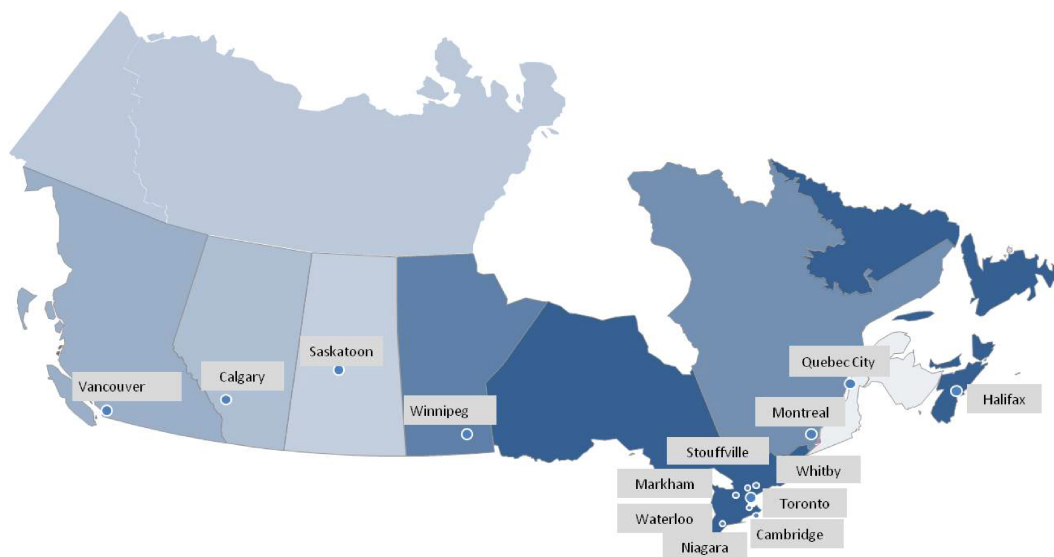 Saskatoon
Quebec City
Vancouver
Calgary
Halifax
Winnipeg
Montreal
Stouffville
Whitby
Markham
Toronto
Waterloo
Cambridge
Niagara